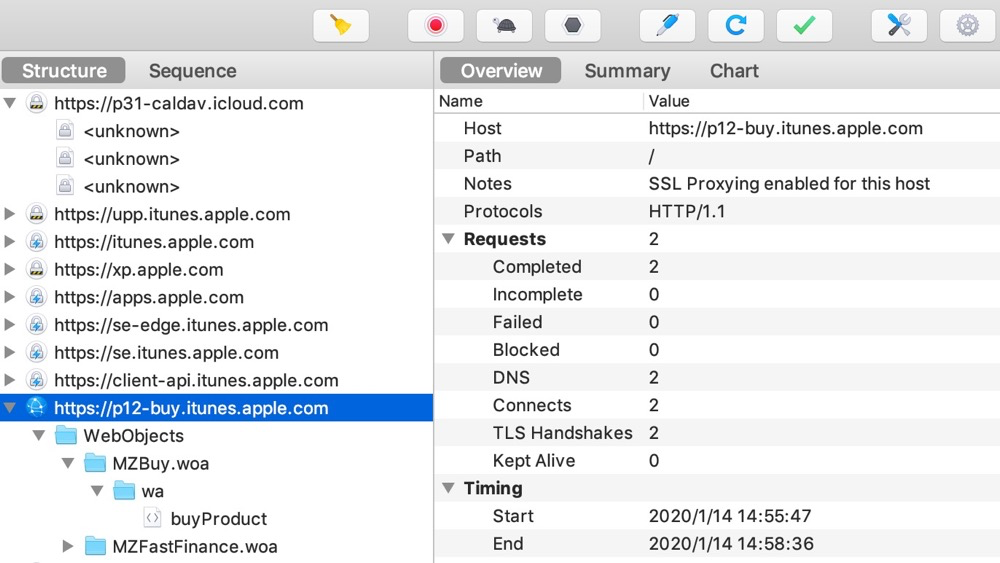 Structure Sequence
https://p31-caldav.icloud.com
<unknown>
<unknown>
<unknown>
https://upp.itunes.apple.com
https://itunes.apple.com
https://xp.apple.com
https://apps.apple.com
https://se-edge.itunes.apple.com
https://se.itunes.apple.com
https://client-api.itunes.apple.com
https://p12-buy.itunes.apple.com
WebObjects
MZBuy.woa
wa
buyProduct
MZFastFinance.woa
Overview Summary Chart
Name Value
Host https://p12-buy.itunes.apple.com
Path /
Notes SSL Proxying enabled for this host
Protocols HTTP/1.1
Requests 2
Completed 2
Incomplete 0
Failed 0
Blocked 0
DNS 2
Connects 2
TLS Handshakes 2
Kept Alive 0
Timing
Start 2020/1/14 14:55:47
End 2020/1/14 14:58:36